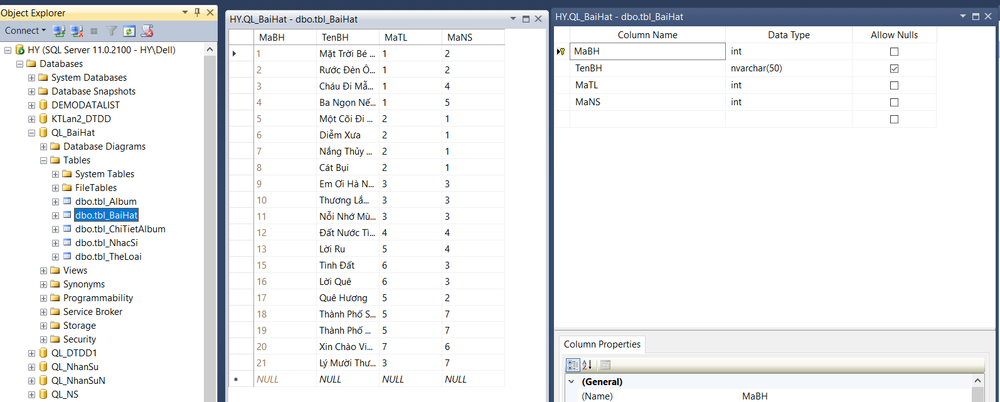 Object Explorer
Connect
HY (SQL Server 11.0.2100 - HY\Dell)
Databases
System Databases
Database Snapshots
DEMODATALIST
KTLan2_DTDD
QL_BaiHat
Database Diagrams
Tables
System Tables
FileTables
dbo.tbl_Album
dbo.tbl_BaiHat
dbo.tbl_ChiTietAlbum
dbo.tbl_NhacSi
dbo.tbl_TheLoai
Views
Synonyms
Programmability
Service Broker
Storage
Security
QL_DTDD1
QL_NhanSu
QL_NhanSuN
QL_NS
HY.QL_BaiHat - dbo.tbl_BaiHat
MaBH TenBH MaTL MaNS
1 Mặt Trời Bé ... 1 2
2 Rước Đèn Ô... 1 2
3 Cháu Đi Mẫ... 1 4
4 Ba Ngọn Nế... 1 5
5 Một Cõi Đi ... 2 1
6 Diễm Xưa 2 1
7 Nắng Thủy ... 2 1
8 Cát Bụi 2 1
9 Em Ơi Hà N... 3 3
10 Thương Lắ... 3 3
11 Nỗi Nhớ Mù... 3 3
12 Đất Nước Tì... 4 4
13 Lời Ru 5 4
15 Tình Đất 6 3
16 Lời Quê 6 3
17 Quê Hương 5 2
18 Thành Phố S... 5 7
19 Thành Phố ... 5 7
20 Xin Chào Vi... 7 6
21 Lý Mười Thư... 3 7
NULL NULL NULL NULL
HY.QL_BaiHat - dbo.tbl_BaiHat
Column Name Data Type Allow Nulls
MaBH int
TenBH nvarchar(50)
MaTL int
MaNS int
Column Properties
(General)
(Name) MaBH